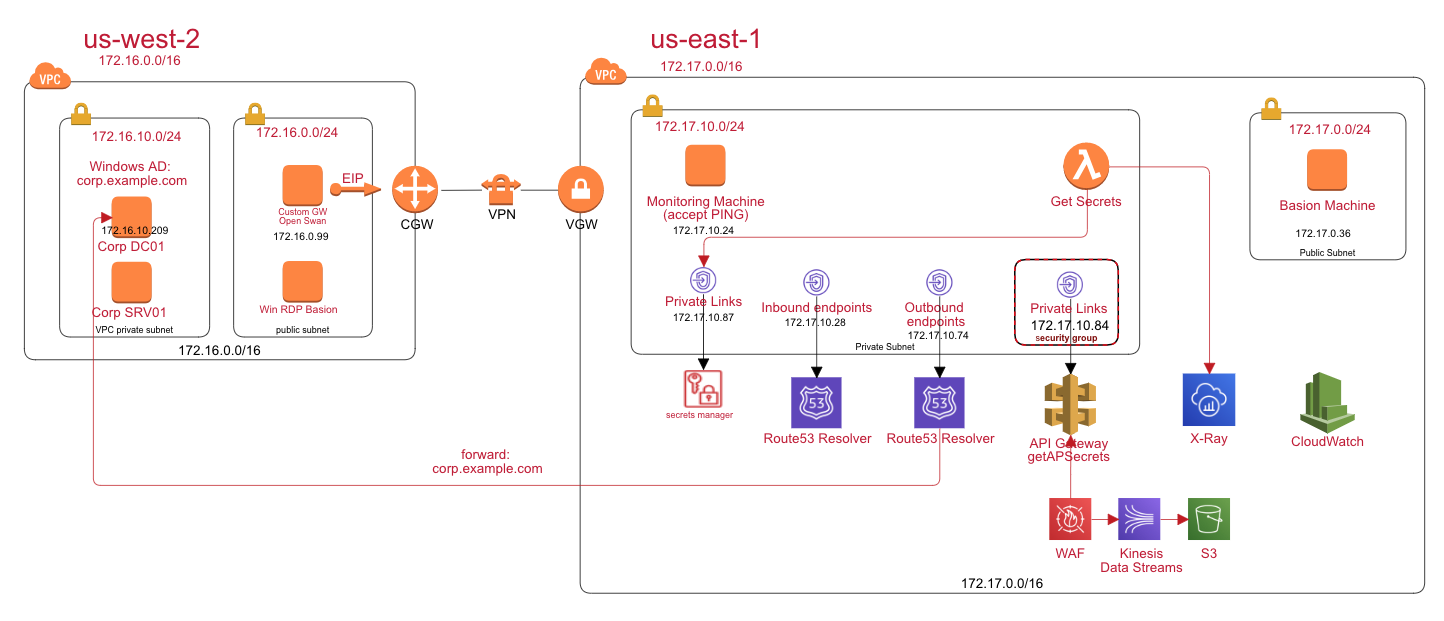 us-west-2
172.16.0.0/16
VPC
172.16.10.0/24
Windows AD:
corp.example.com
172.16.10.209
Corp DC01
Corp SRV01
VPC private subnet
172.16.0.0/24
EIP
Custom GW
Open Swan
172.16.0.99
Win RDP Basion
public subnet
172.16.0.0/16
CGW
VPN
VGW
us-east-1
172.17.0.0/16
VPC
172.17.10.0/24
Monitoring Machine
(accept PING)
172.17.10.24
Get Secrets
Private Links
172.17.10.87
Inbound endpoints
172.17.10.28
Outbound
endpoints
172.17.10.74
Private Links
172.17.10.84
security group
Private Subnet
172.17.0.0/24
Basion Machine
172.17.0.36
Public Subnet
secrets manager
53
Route53 Resolver
53
Route53 Resolver
API Gateway
getAPSecrets
X-Ray
CloudWatch
forward:
corp.example.com
WAF
Kinesis
Data Streams
S3
172.17.0.0/16